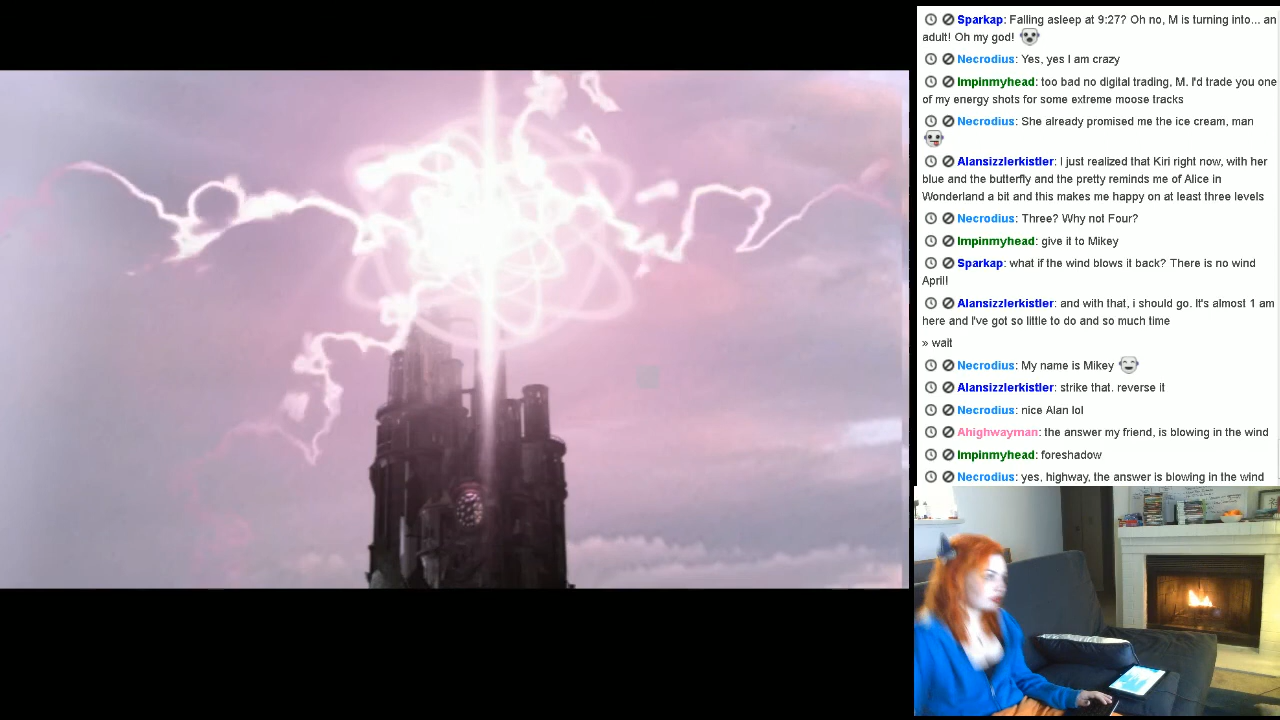 Sparkap: Falling asleep at 9:27? Oh no, M is turning into... an
adult! Oh my god!
Necrodius: Yes, yes I am crazy
Impinmyhead: too bad no digital trading, M. I'd trade you one
of my energy shots for some extreme moose tracks
Necrodius: She already promised me the ice cream, man
Alansizzlerkistler: I just realized that Kiri right now, with her
blue and the butterfly and the pretty reminds me of Alice in
Wonderland a bit and this makes me happy on at least three levels
Necrodius: Three? Why not Four?
Impinmyhead: give it to Mikey
Sparkap: what if the wind blows it back? There is no wind
April!
Alansizzlerkistler: and with that, i should go. It's almost 1 am
here and I've got so little to do and so much time
» wait
Necrodius: My name is Mikey
Alansizzlerkistler: strike that. reverse it
Necrodius: nice Alan lol
Ahighwayman: the answer my friend, is blowing in the wind
Impinmyhead: foreshadow
Necrodius: yes, highway, the answer is blowing in the wind